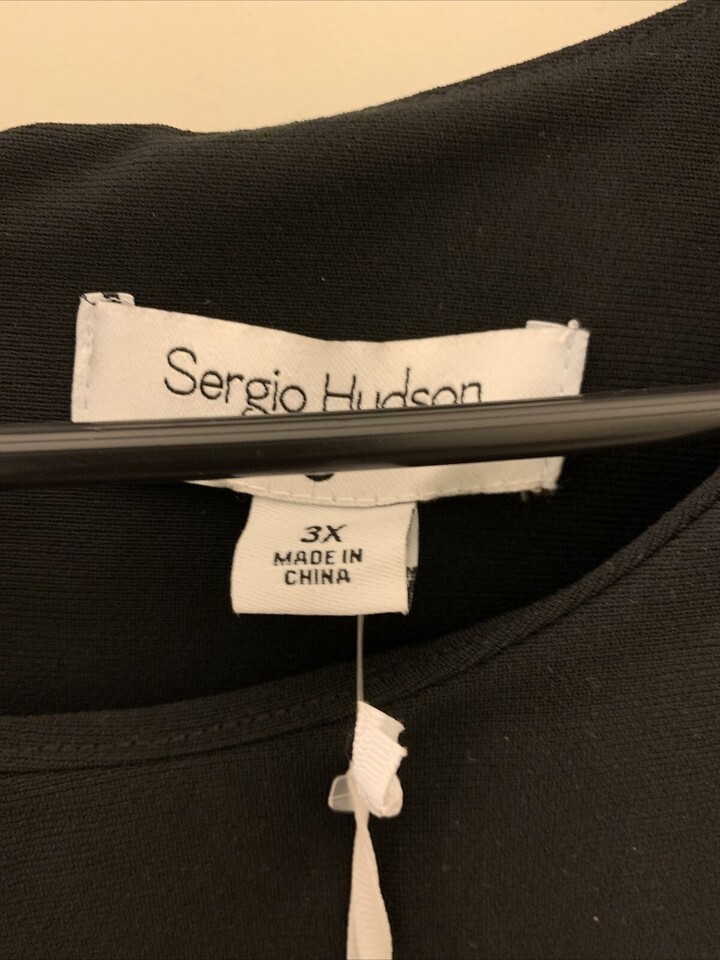 Sergio Hudson
3X
MADE IN
CHINA